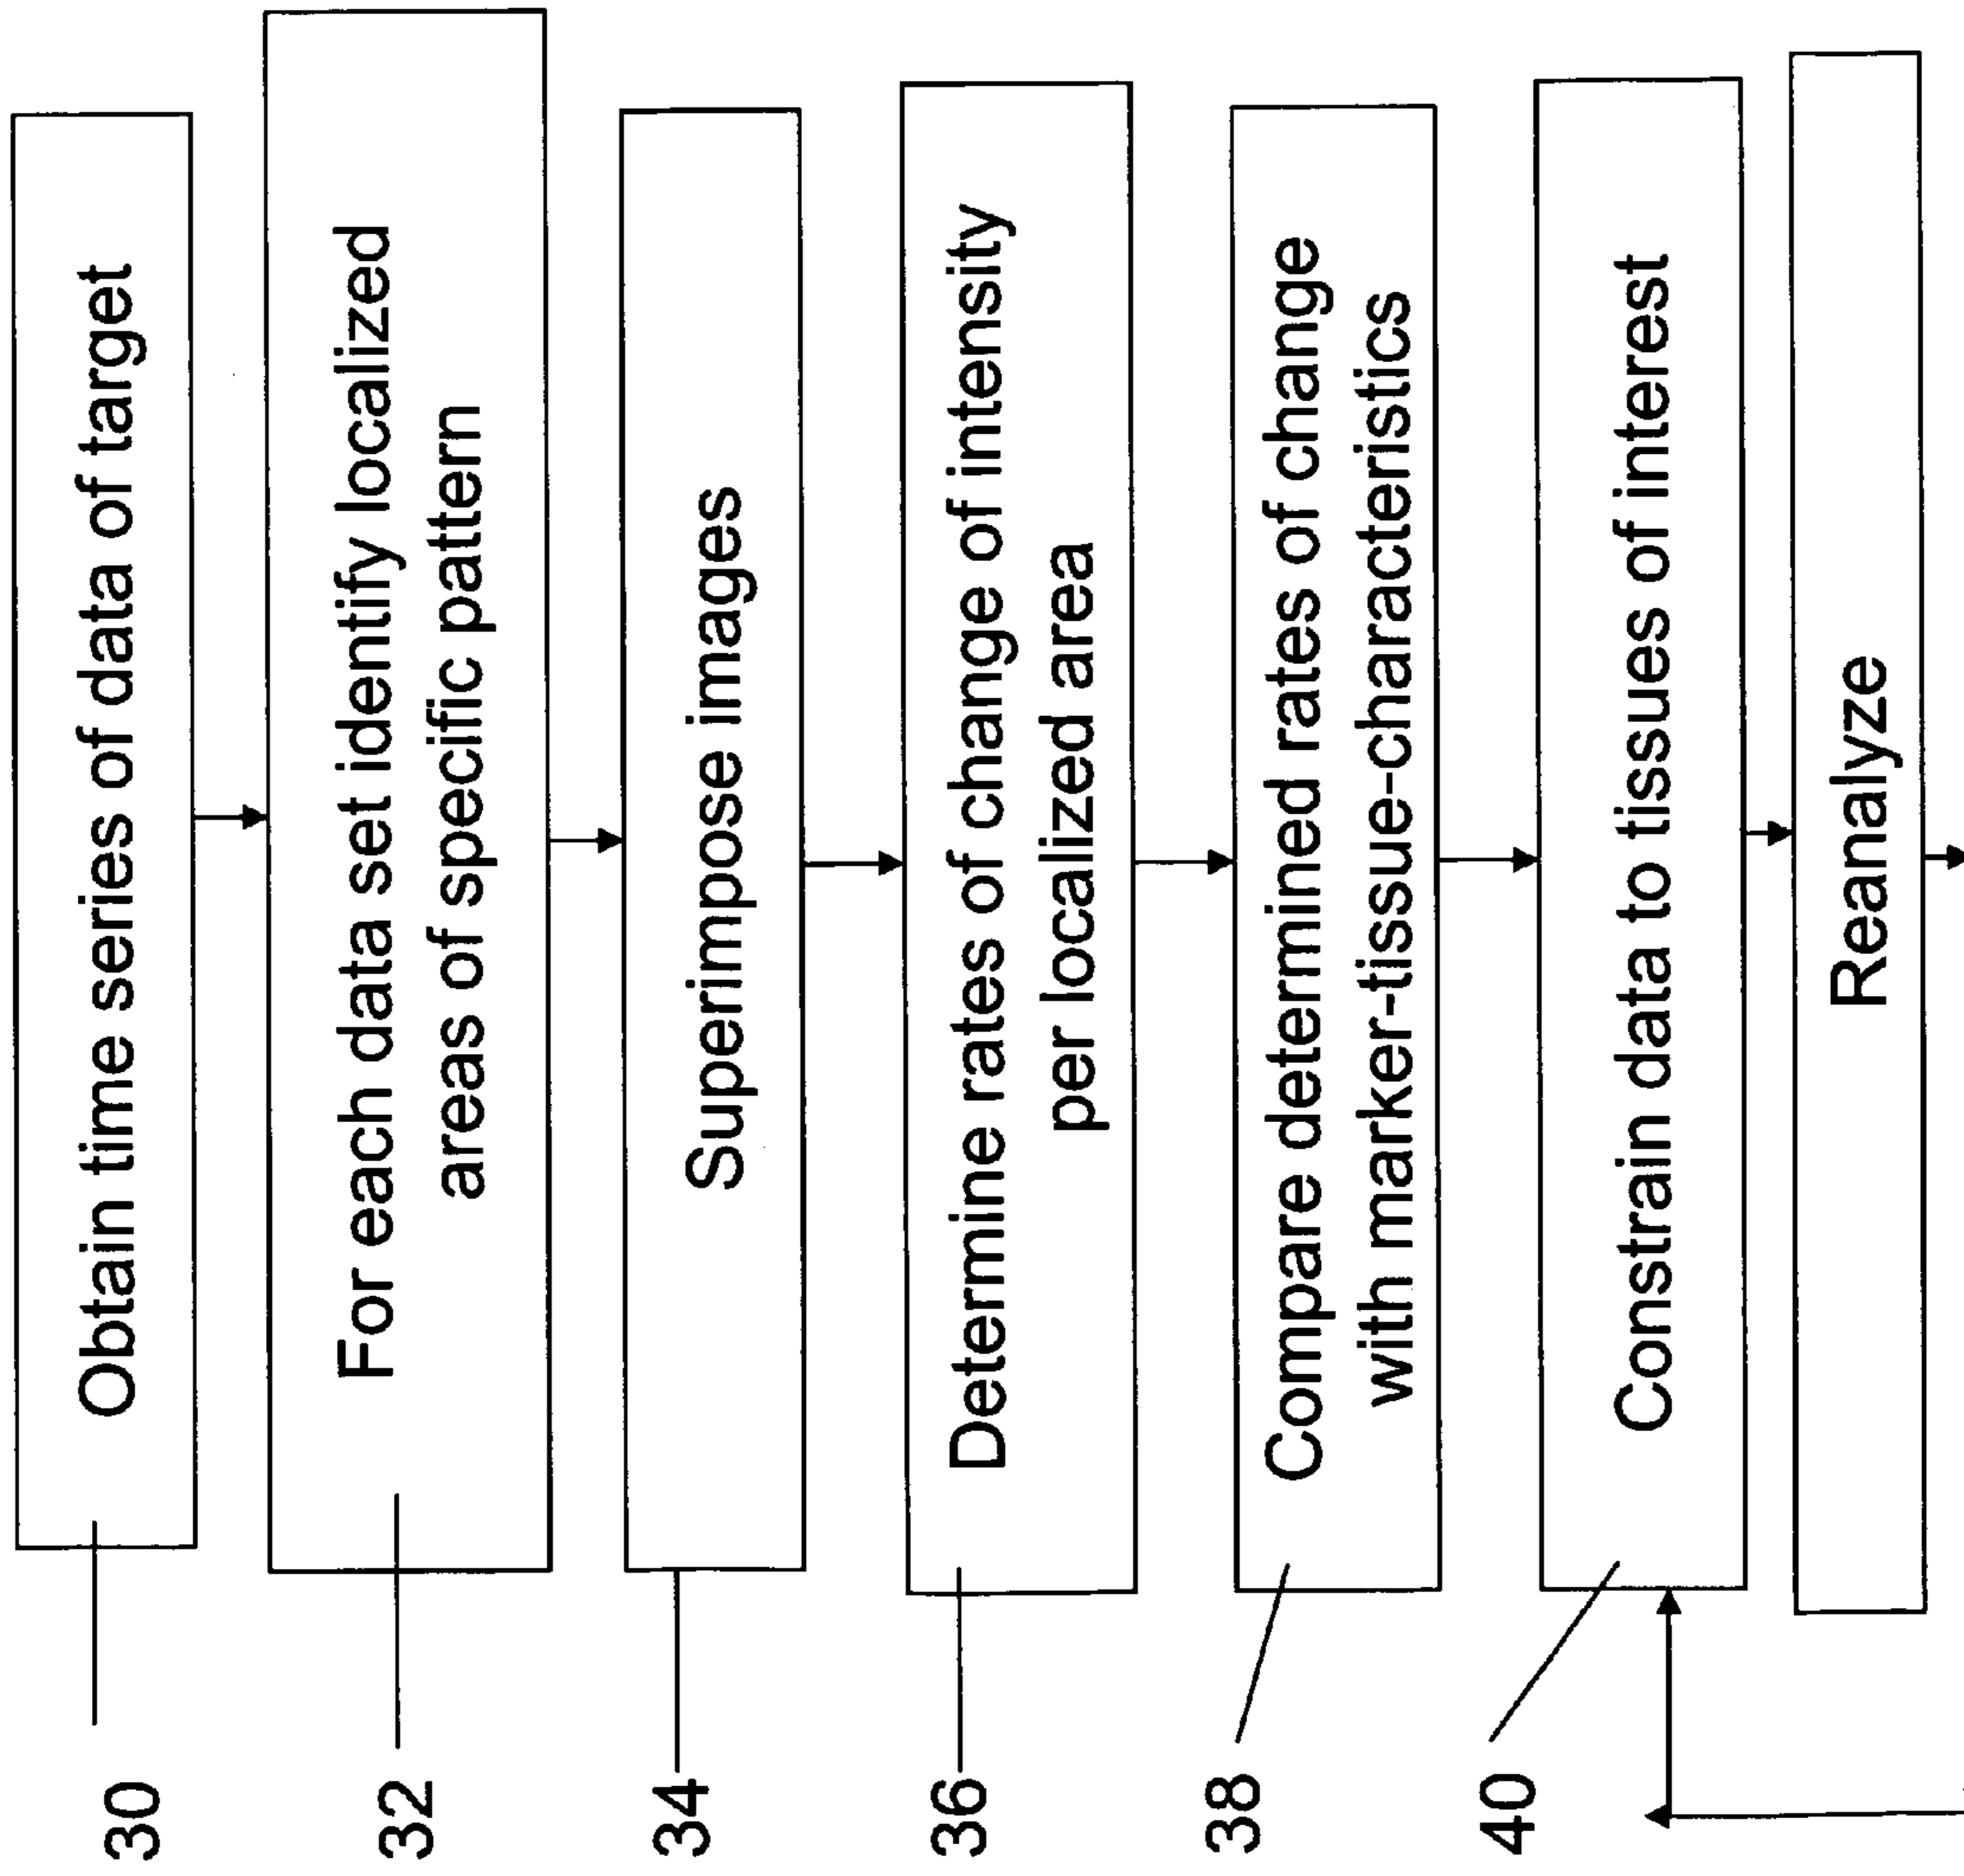 30
Obtain time series of data of target
32
For each data set identify localized
areas of specific pattern
34
Superimpose images
36
Determine rates of change of intensity
per localized area
38
Compare determined rates of change
with marker-tissue-characteristics
40
Constrain data to tissues of interest
Reanalyze